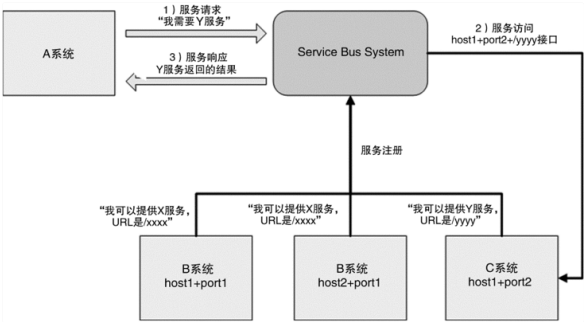 1）服务请求
“我需要Y服务”
A系统
3）服务响应
Y服务返回的结果
Service Bus System
2）服务访问
host1+port2+/yyyy接口
服务注册
“我可以提供X服务，
URL是/xxxx”
“我可以提供X服务，
URL是/xxxx”
“我可以提供Y服务，
URL是/yyyy”
B系统
host1+port1
B系统
host2+port1
C系统
host1+port2